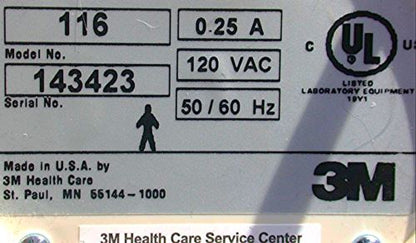 116
Model No.
143423
Serial No.
0.25 A
120 VAC
50/60 Hz
C UL US
LISTED
LABORATORY EQUIPMENT
19Y1
Made in U.S.A. by
3M Health Care
St. Paul, MN 55144-1000
3M
3M Health Care Service Center